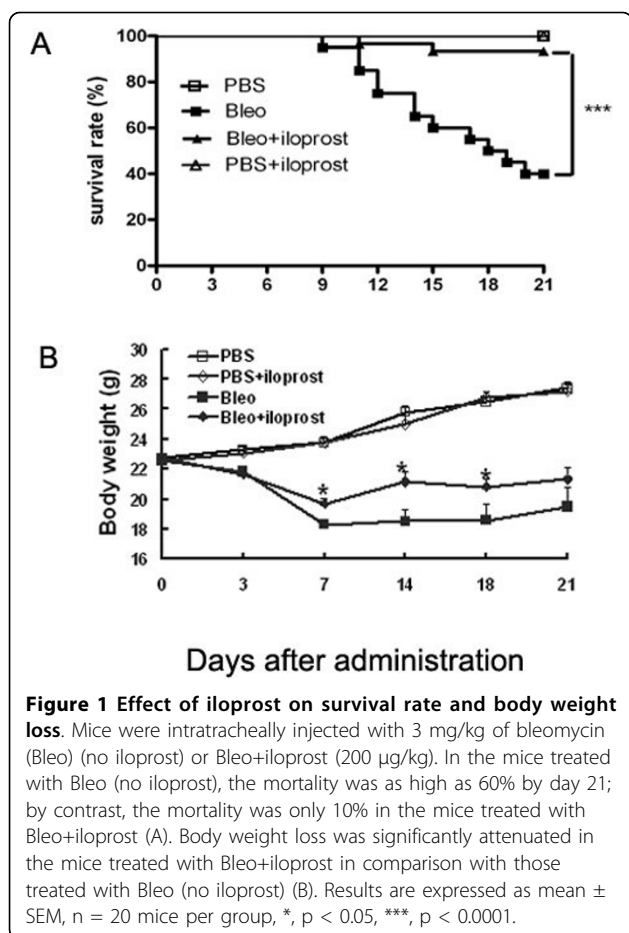 A
100
80
60
40
20
0
survival rate (%)
PBS
Bleo
Bleo+iloprost
PBS+iloprost
***
0 3 6 9 12 15 18 21
B
30
28
26
24
22
20
18
16
Body weight (g)
PBS
PBS+iloprost
Bleo
Bleo+iloprost
* * *
0 3 7 14 18 21
Days after administration
Figure 1 Effect of iloprost on survival rate and body weight
loss. Mice were intratracheally injected with 3 mg/kg of bleomycin
(Bleo) (no iloprost) or Bleo+iloprost (200 μg/kg). In the mice treated
with Bleo (no iloprost), the mortality was as high as 60% by day 21;
by contrast, the mortality was only 10% in the mice treated with
Bleo+iloprost (A). Body weight loss was significantly attenuated in
the mice treated with Bleo+iloprost in comparison with those
treated with Bleo (no iloprost) (B). Results are expressed as mean ±
SEM, n = 20 mice per group, *, p < 0.05, ***, p < 0.0001.